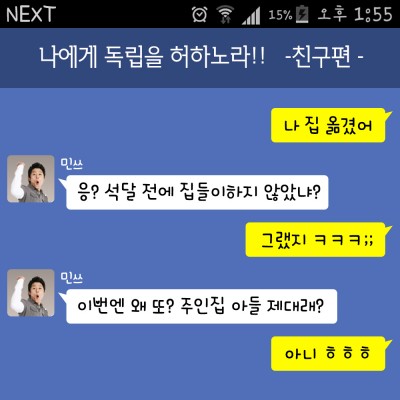 NEXT 15% 오후 1:55
나에게 독립을 허하노라!! -친구편-
나 집 옮겼어
민쓰
응? 석달 전에 집들이하지 않았냐?
그랬지 ㅋㅋㅋ;;
민쓰
이번엔 왜 또? 주인집 아들 제대래?
아니 ㅎㅎㅎ